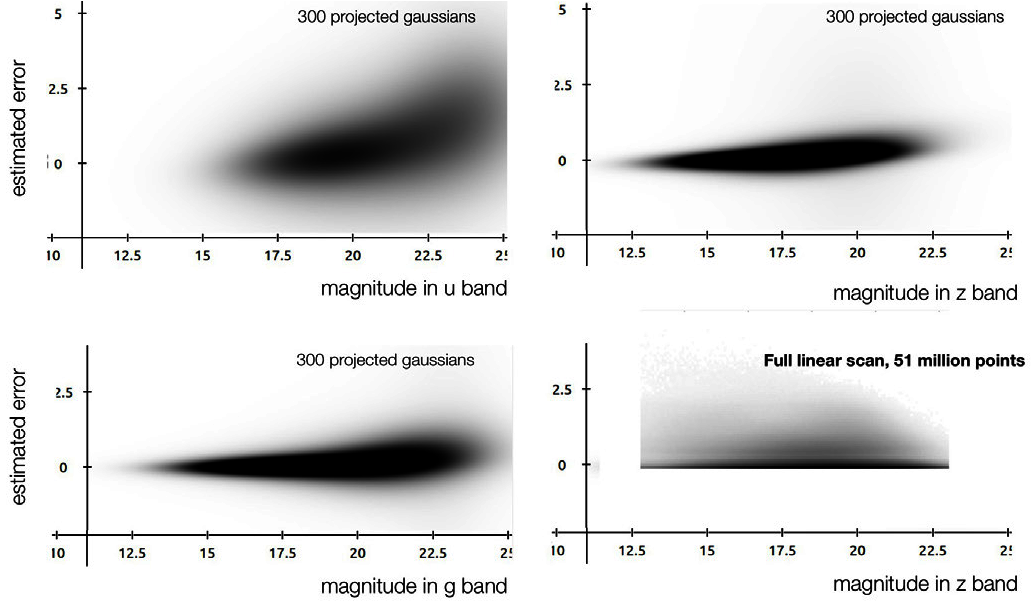 300 projected gaussians
5
2.5
0
estimated error
10 12.5 15 17.5 20 22.5 25
magnitude in u band
300 projected gaussians
5
2.5
0
10 12.5 15 17.5 20 22.5 25
magnitude in z band
300 projected gaussians
2.5
0
estimated error
10 12.5 15 17.5 20 22.5 25
magnitude in g band
Full linear scan, 51 million points
2.5
0
10 12.5 15 17.5 20 22.5 25
magnitude in z band